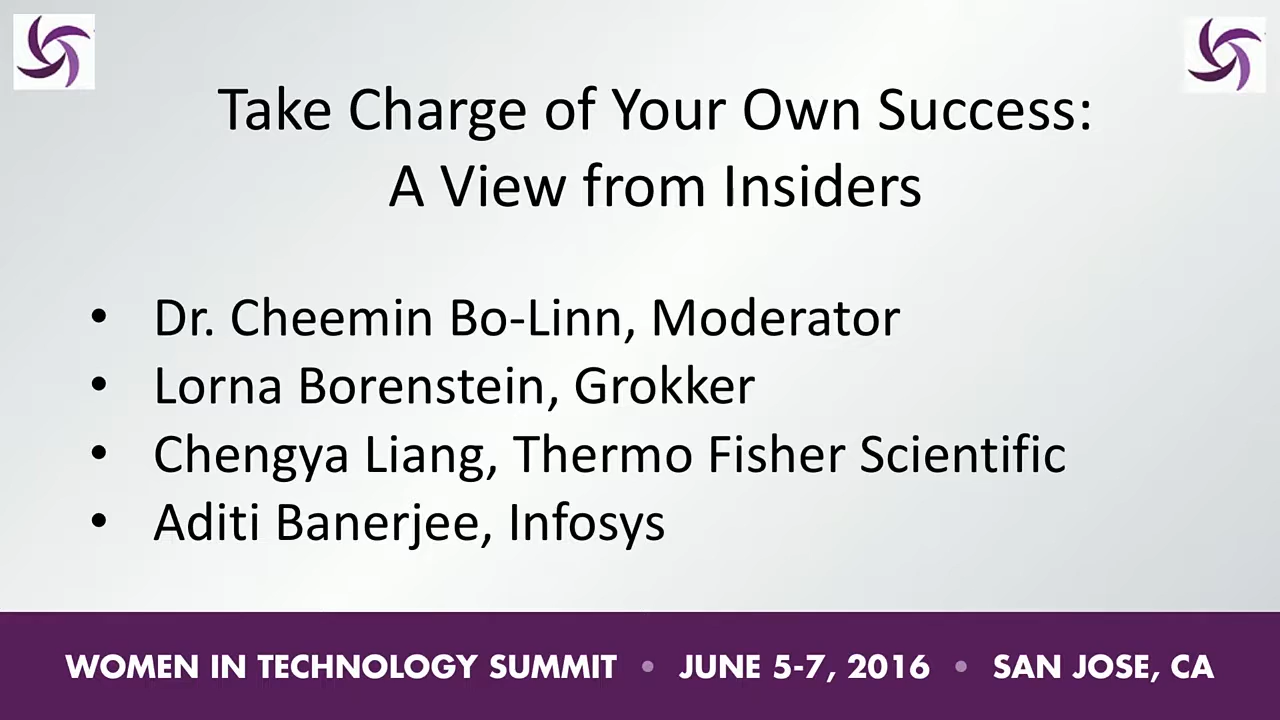 Take Charge of Your Own Success:
A View from Insiders
• Dr. Cheemin Bo-Linn, Moderator
• Lorna Borenstein, Grokker
• Chengya Liang, Thermo Fisher Scientific
• Aditi Banerjee, Infosys
WOMEN IN TECHNOLOGY SUMMIT • JUNE 5-7, 2016 • SAN JOSE, CA